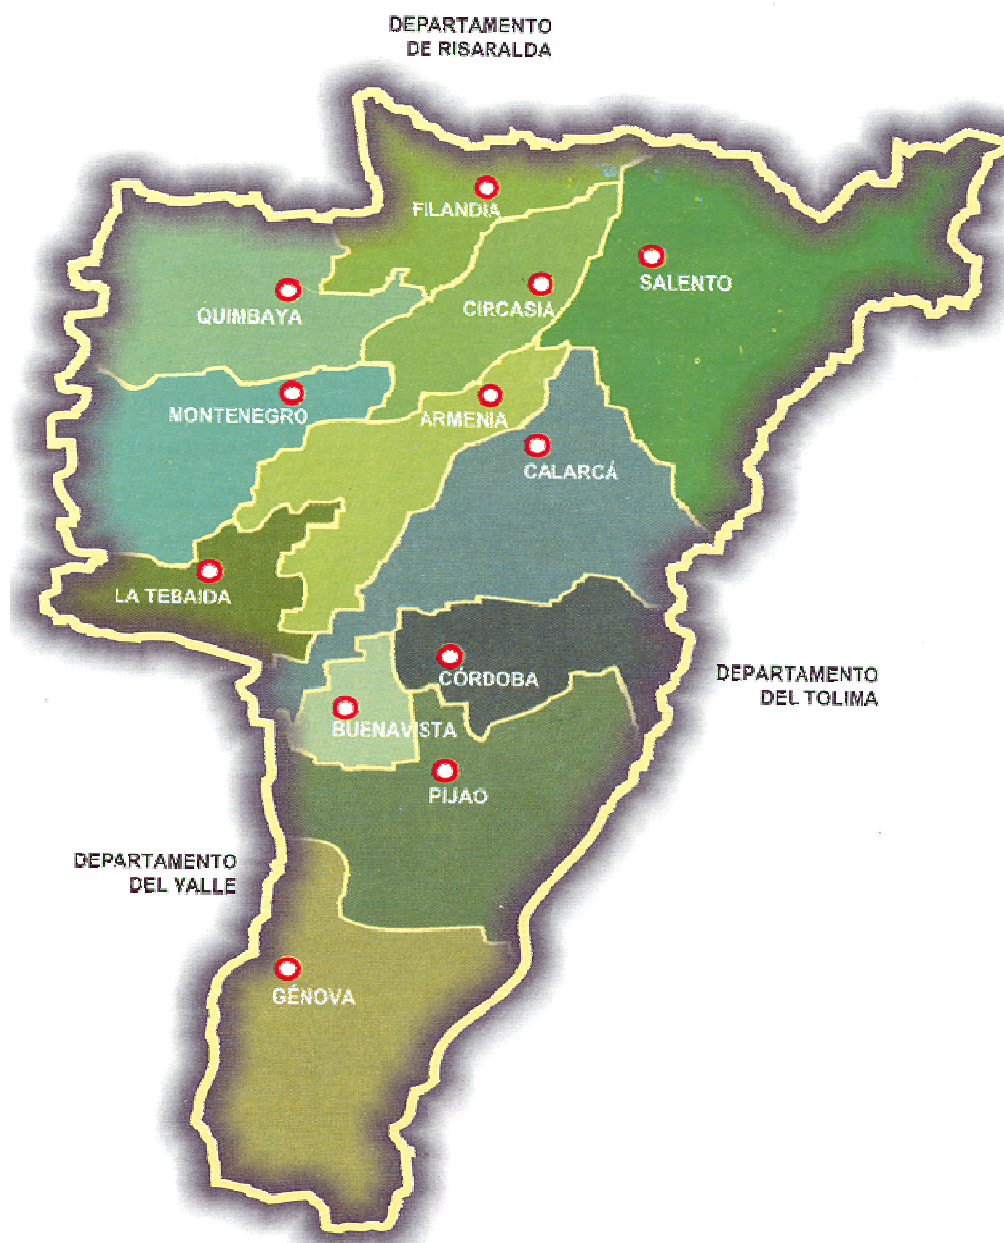 DEPARTAMENTO
DE RISARALDA
FILANDIA
SALENTO
CIRCASIA
QUIMBAYA
MONTENEGRO
ARMENIA
CALARCÁ
LA TEBAIDA
DEPARTAMENTO
DEL TOLIMA
CÓRDOBA
BUENAVISTA
PIJAO
DEPARTAMENTO
DEL VALLE
GÉNOVA